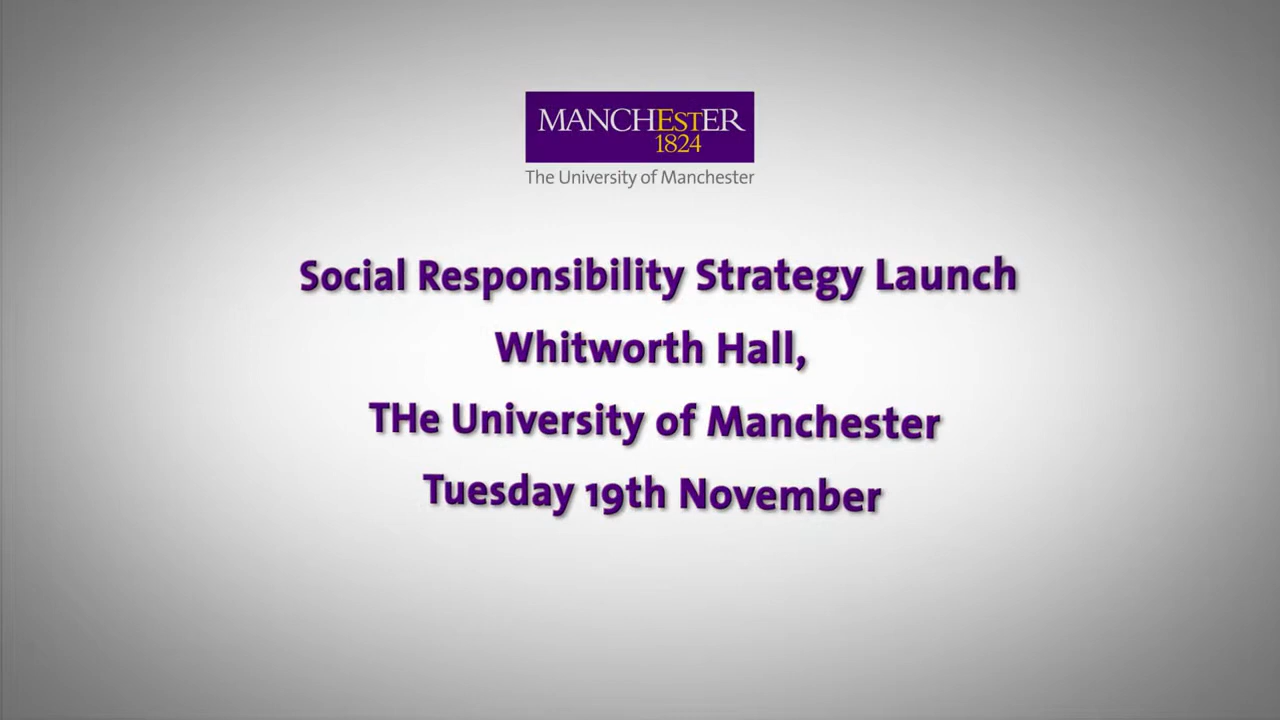 MANCHEstER
1824
The University of Manchester
Social Responsibility Strategy Launch
Whitworth Hall,
THe University of Manchester
Tuesday 19th November